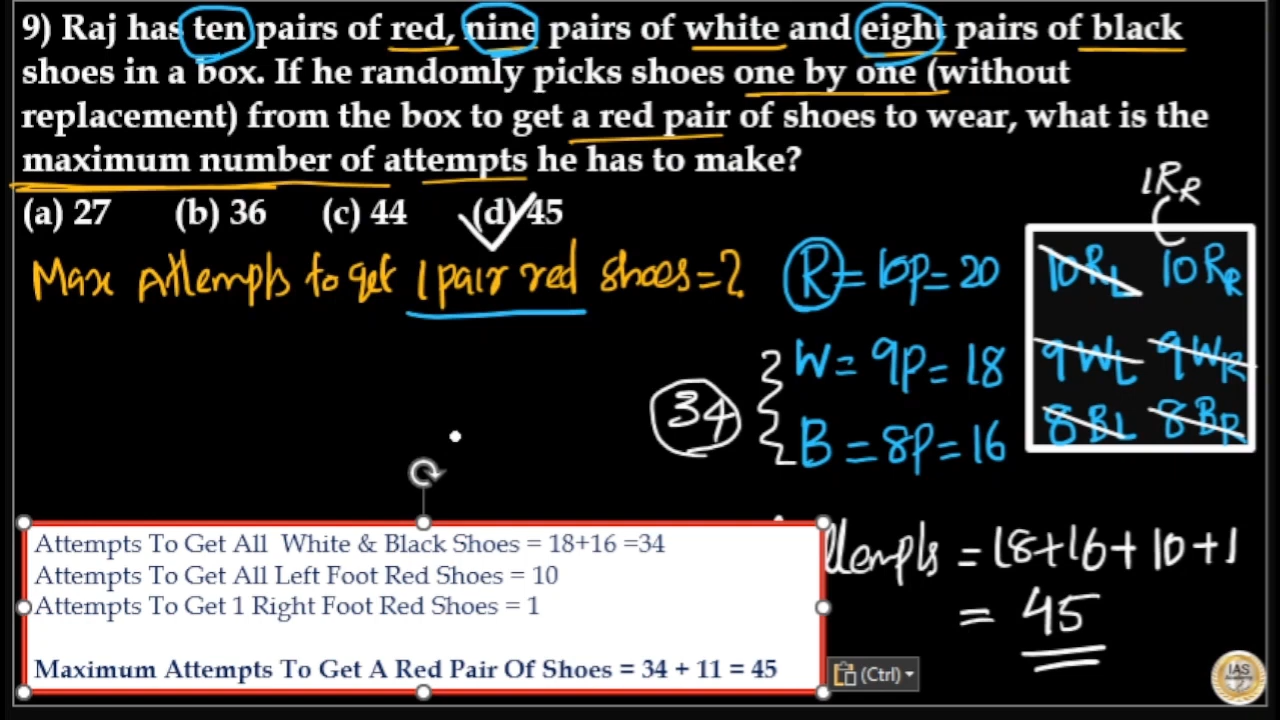 9) Raj has ten pairs of red, nine pairs of white and eight pairs of black
shoes in a box. If he randomly picks shoes one by one (without
replacement) from the box to get a red pair of shoes to wear, what is the
maximum number of attempts he has to make?
(a) 27 (b) 36 (c) 44 (d) 45
Max Attempts to get 1 pair red shoes = ?
R = 10p = 20
W = 9p = 18
B = 8p = 16
34
1RR
10RL 10RR
9WL 9WR
8BL 8BR
Attempts To Get All White & Black Shoes = 18+16 =34
Attempts To Get All Left Foot Red Shoes = 10
Attempts To Get 1 Right Foot Red Shoes = 1
Maximum Attempts To Get A Red Pair Of Shoes = 34 + 11 = 45
ttempts = 18+16+10+1
= 45
(Ctrl)
IAS